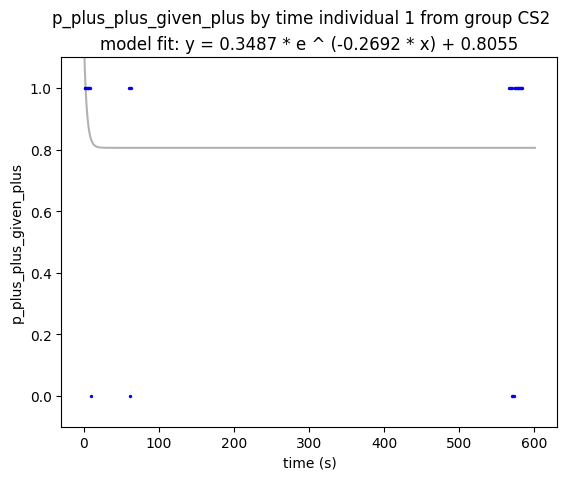 p_plus_plus_given_plus by time individual 1 from group CS2
model fit: y = 0.3487 * e ^ (-0.2692 * x) + 0.8055
1.0
0.8
0.6
0.4
0.2
0.0
p_plus_plus_given_plus
0 100 200 300 400 500 600
time (s)